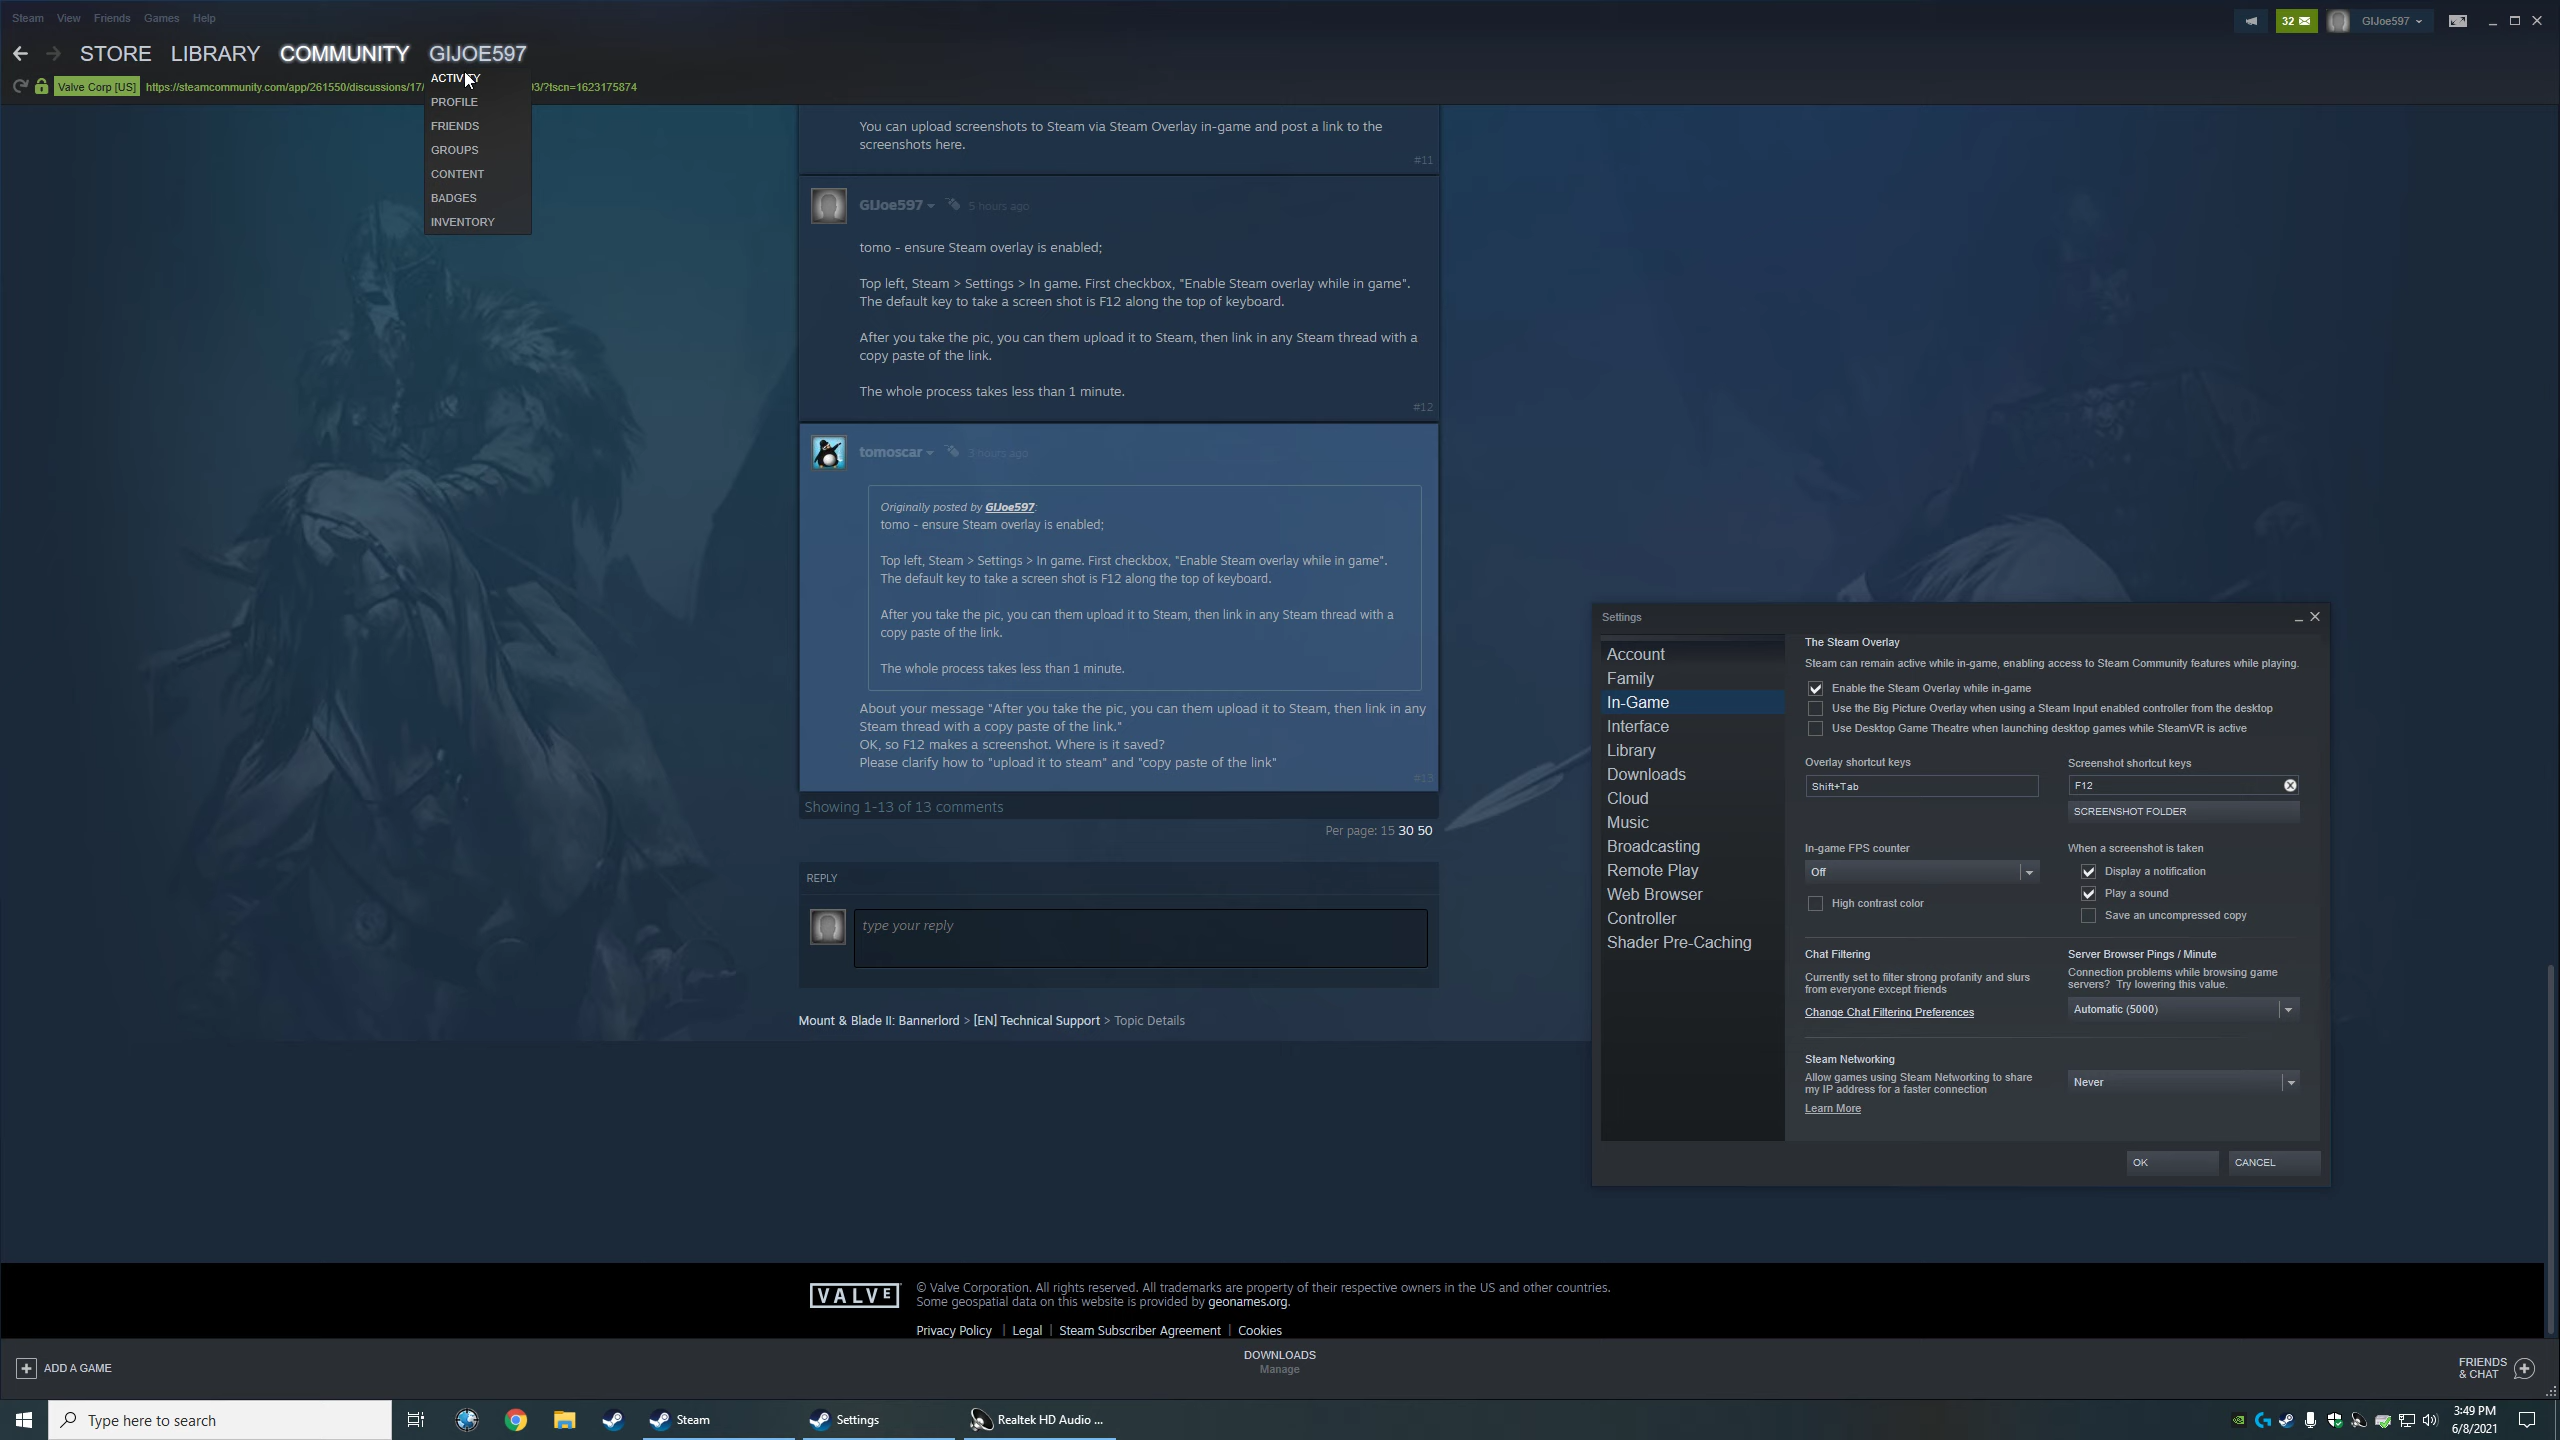 Steam View Friends Games Help
32
GIJoe597
STORE LIBRARY COMMUNITY GIJOE597
ACTIVITY
PROFILE
FRIENDS
GROUPS
CONTENT
BADGES
INVENTORY
Valve Corp [US] https://steamcommunity.com/app/261550/discussions/17/ 93/?tscn=1623175874
You can upload screenshots to Steam via Steam Overlay in-game and post a link to the
screenshots here.
#11
GIJoe597 5 hours ago
tomo - ensure Steam overlay is enabled;
Top left, Steam > Settings > In game. First checkbox, "Enable Steam overlay while in game".
The default key to take a screen shot is F12 along the top of keyboard.
After you take the pic, you can them upload it to Steam, then link in any Steam thread with a
copy paste of the link.
The whole process takes less than 1 minute.
#12
tomoscar 3 hours ago
Originally posted by GIJoe597:
tomo - ensure Steam overlay is enabled;
Top left, Steam > Settings > In game. First checkbox, "Enable Steam overlay while in game".
The default key to take a screen shot is F12 along the top of keyboard.
After you take the pic, you can them upload it to Steam, then link in any Steam thread with a
copy paste of the link.
The whole process takes less than 1 minute.
About your message "After you take the pic, you can them upload it to Steam, then link in any
Steam thread with a copy paste of the link."
OK, so F12 makes a screenshot. Where is it saved?
Please clarify how to "upload it to steam" and "copy paste of the link"
#13
Showing 1-13 of 13 comments
Per page: 15 30 50
REPLY
type your reply
Mount & Blade II: Bannerlord > [EN] Technical Support > Topic Details
Settings
Account
Family
In-Game
Interface
Library
Downloads
Cloud
Music
Broadcasting
Remote Play
Web Browser
Controller
Shader Pre-Caching
The Steam Overlay
Steam can remain active while in-game, enabling access to Steam Community features while playing.
Enable the Steam Overlay while in-game
Use the Big Picture Overlay when using a Steam Input enabled controller from the desktop
Use Desktop Game Theatre when launching desktop games while SteamVR is active
Overlay shortcut keys
Shift+Tab
Screenshot shortcut keys
F12
SCREENSHOT FOLDER
In-game FPS counter
Off
High contrast color
When a screenshot is taken
Display a notification
Play a sound
Save an uncompressed copy
Chat Filtering
Currently set to filter strong profanity and slurs
from everyone except friends
Change Chat Filtering Preferences
Server Browser Pings / Minute
Connection problems while browsing game
servers? Try lowering this value.
Automatic (5000)
Steam Networking
Allow games using Steam Networking to share
my IP address for a faster connection
Learn More
Never
OK CANCEL
VALVE
© Valve Corporation. All rights reserved. All trademarks are property of their respective owners in the US and other countries.
Some geospatial data on this website is provided by geonames.org.
Privacy Policy | Legal | Steam Subscriber Agreement | Cookies
ADD A GAME
DOWNLOADS
Manage
FRIENDS
& CHAT
Type here to search
Steam
Settings
Realtek HD Audio ...
3:49 PM
6/8/2021